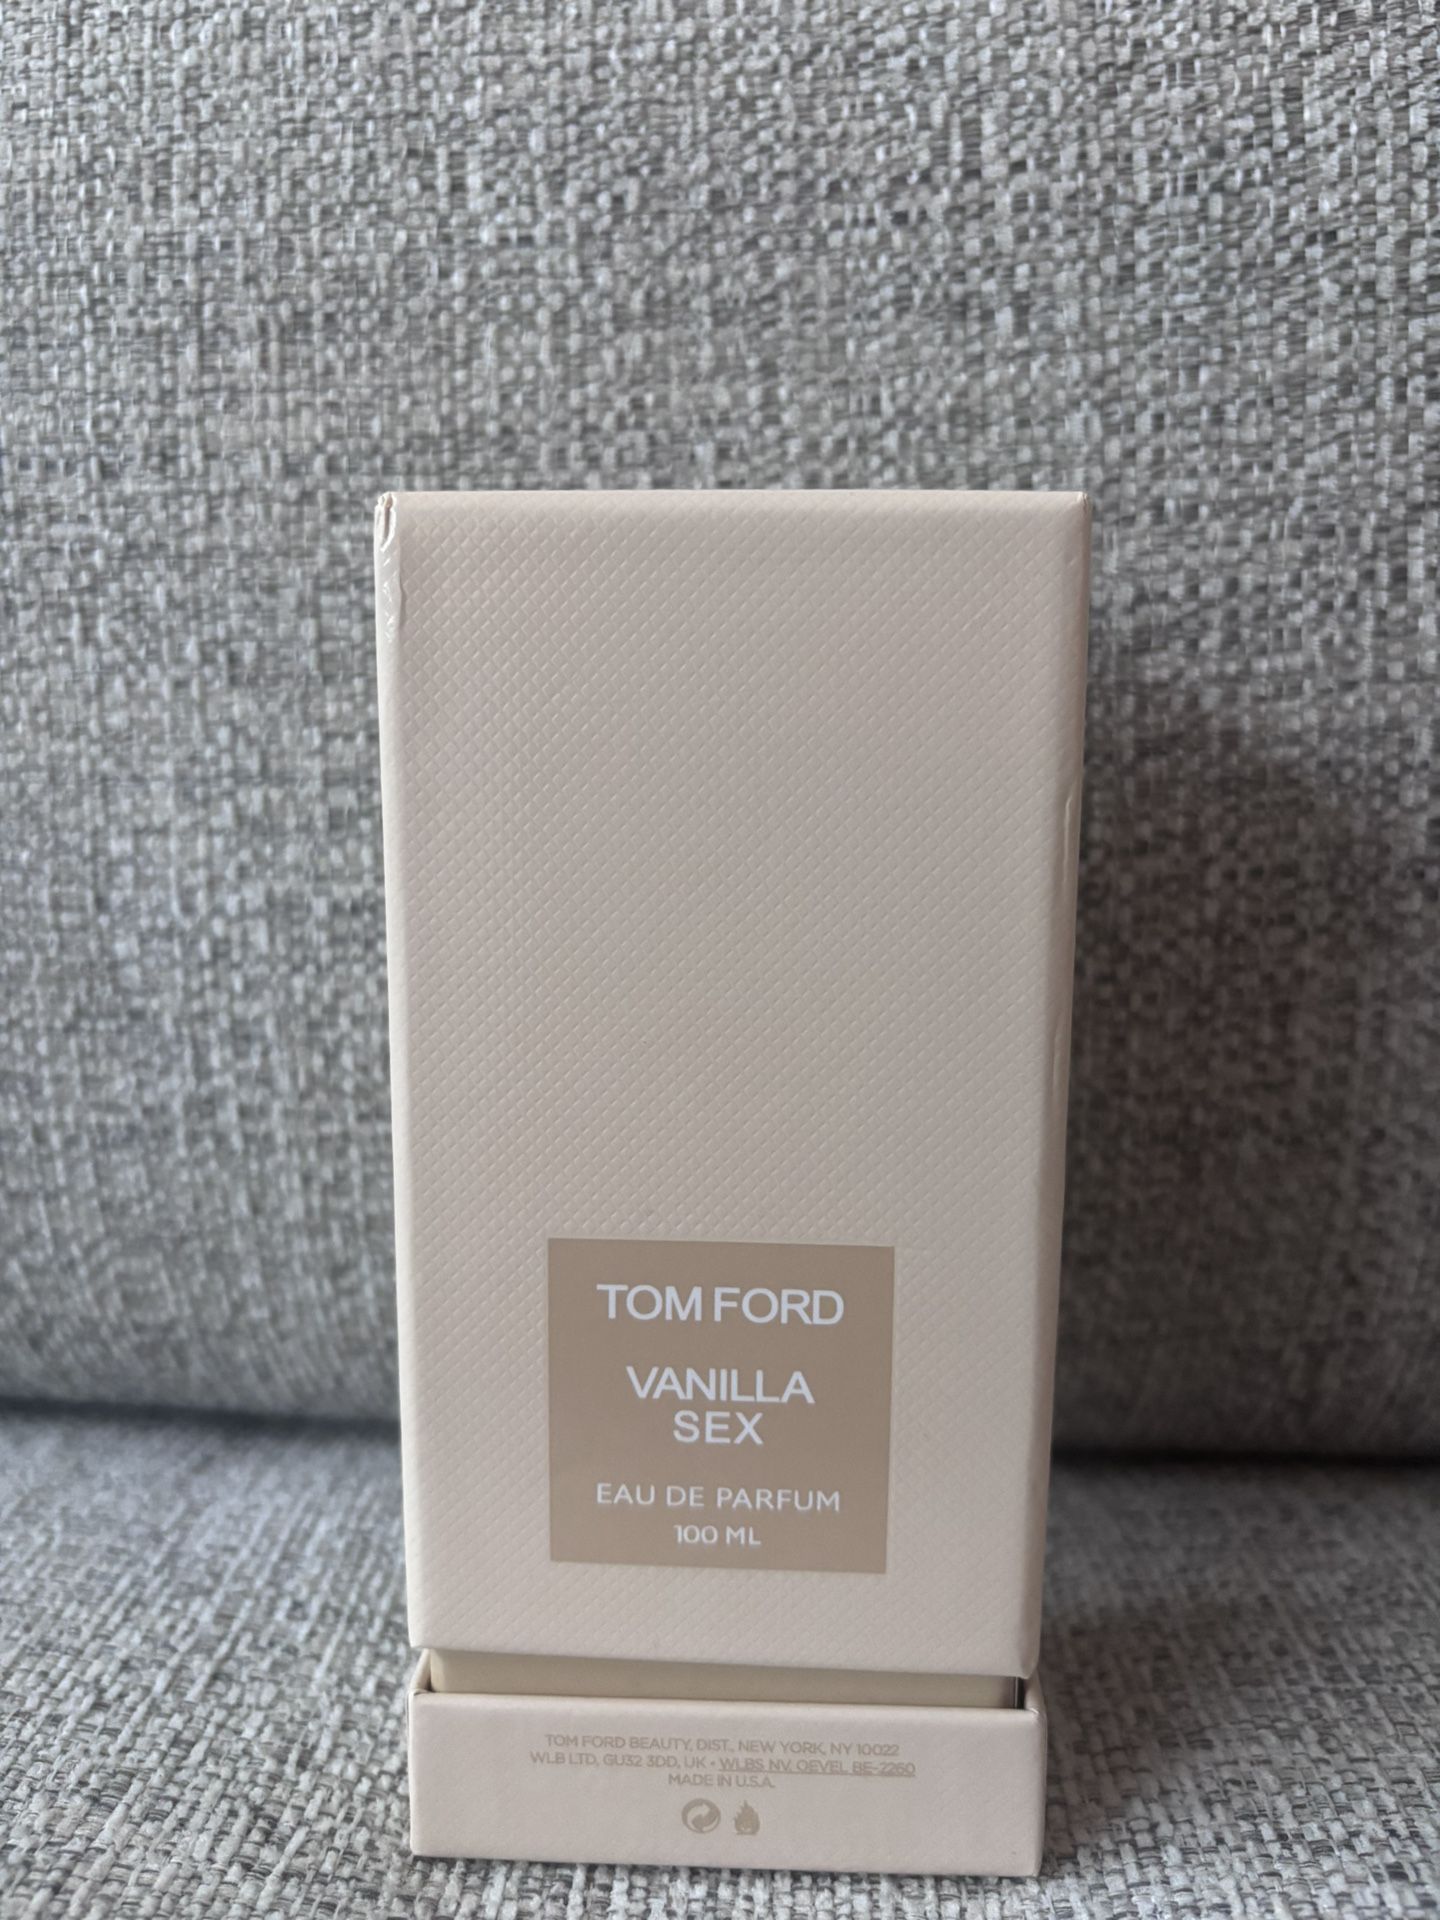 TOM FORD
VANILLA
SEX
EAU DE PARFUM
100 ML
TOM FORD BEAUTY, DIST., NEW YORK, NY 10022
WLB LTD, GU32 3DD, UK • WLBS NV. OEVEL BE-2260
MADE IN U.S.A.